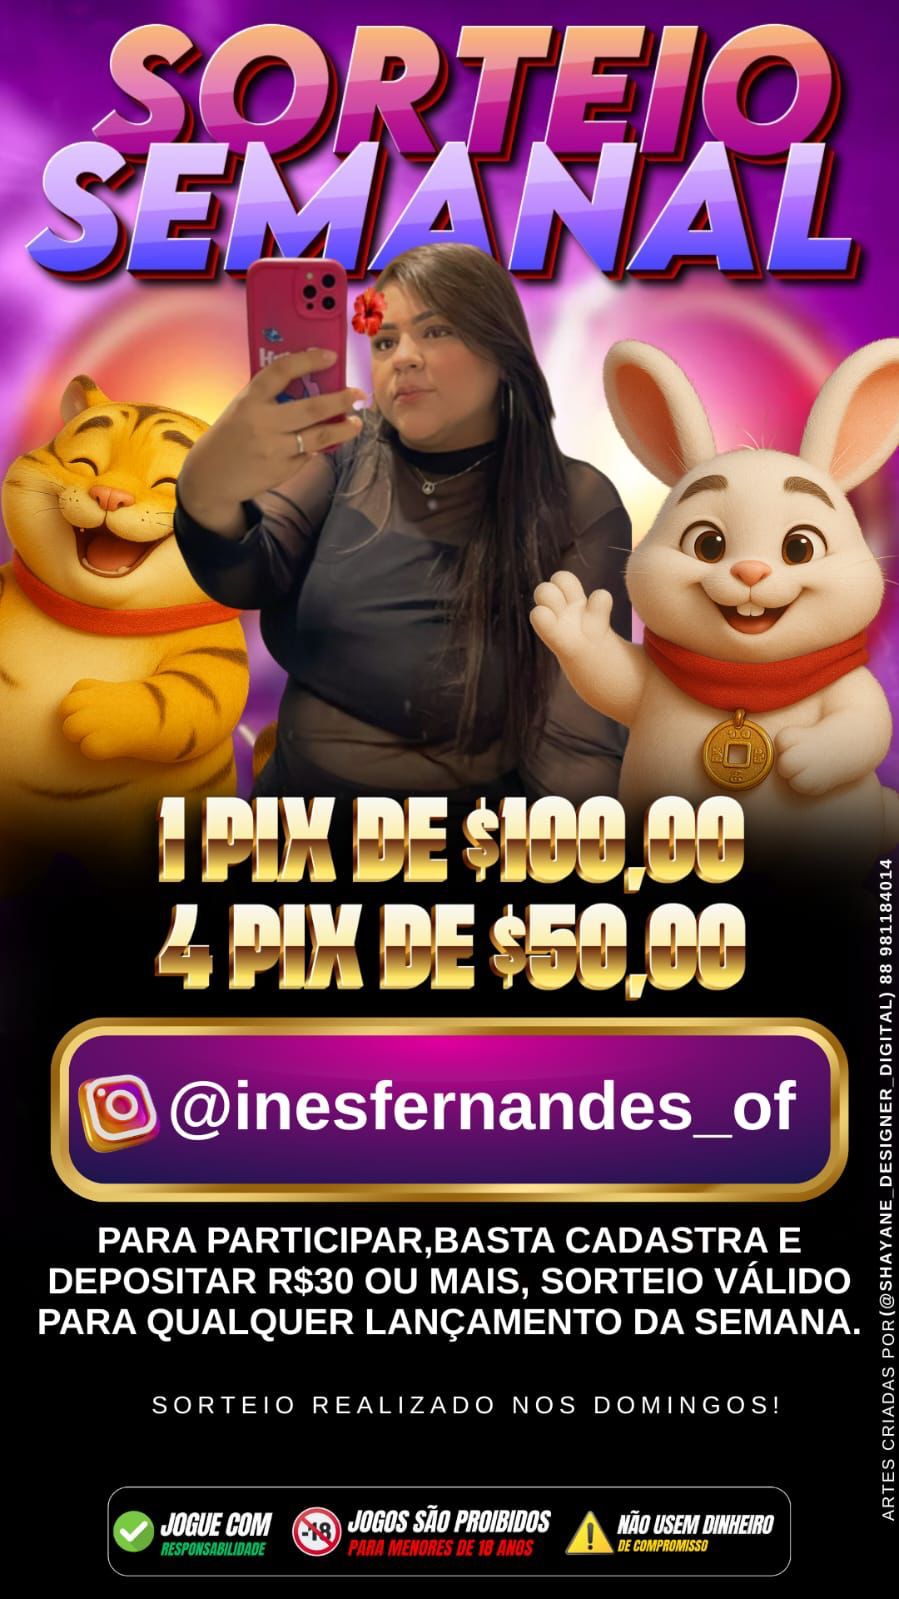 SORTEIO
SEMANAL
1 PIX DE $100,00
4 PIX DE $50,00
@inesfernandes_of
PARA PARTICIPAR,BASTA CADASTRA E
DEPOSITAR R$30 OU MAIS, SORTEIO VÁLIDO
PARA QUALQUER LANÇAMENTO DA SEMANA.
SORTEIO REALIZADO NOS DOMINGOS!
JOGUE COM
RESPONSABILIDADE
-18
JOGOS SÃO PROIBIDOS
PARA MENORES DE 18 ANOS
NÃO USEM DINHEIRO
DE COMPROMISSO
ARTES CRIADAS POR(@SHAYANE_DESIGNER_DIGITAL) 88 981184014